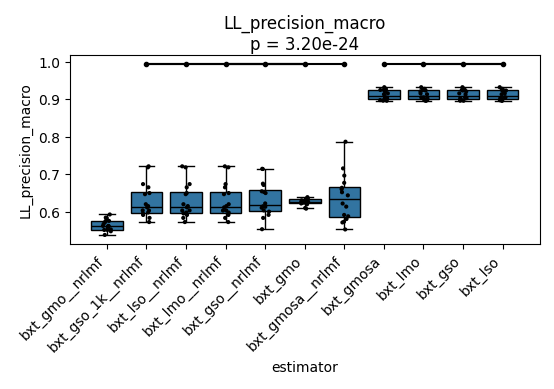 LL_precision_macro
p = 3.20e-24
LL_precision_macro
1.0
0.9
0.8
0.7
0.6
bxt_gmo__nrlmf
bxt_gso_1k__nrlmf
bxt_lso__nrlmf
bxt_lmo__nrlmf
bxt_gso__nrlmf
bxt_gmo
bxt_gmosa__nrlmf
bxt_gmosa
bxt_lmo
bxt_gso
bxt_lso
estimator